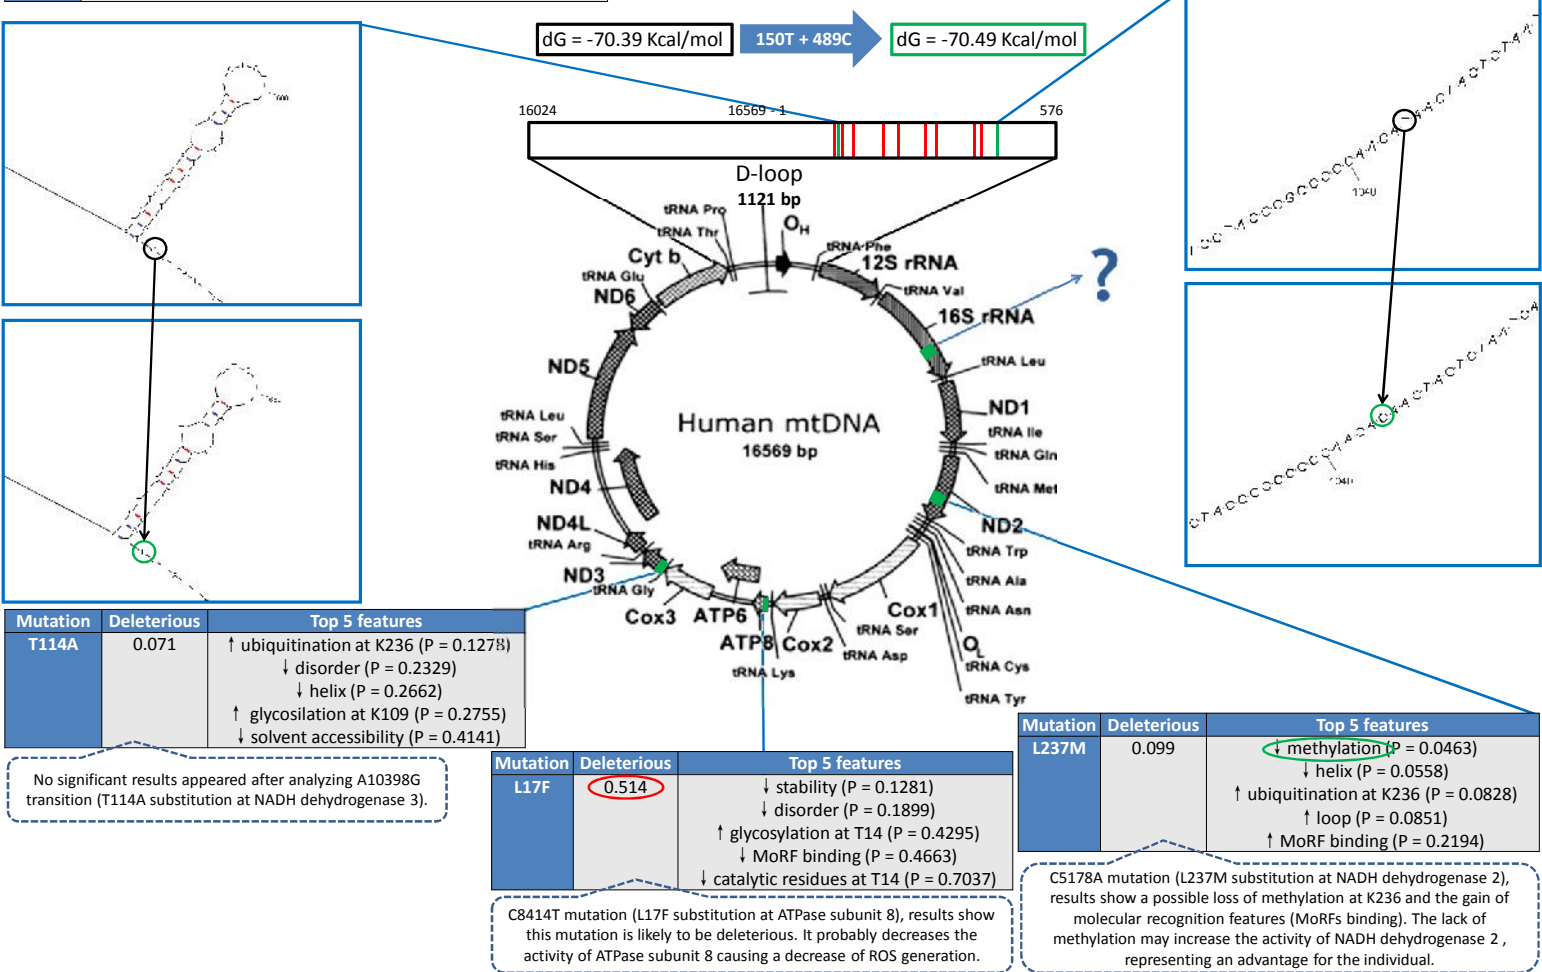 dG = -70.39 Kcal/mol
150T + 489C
dG = -70.49 Kcal/mol
16024
16569 - 1
576
D-loop
1121 bp
tRNA Pro
tRNA Thr
OH
tRNA Phe
Cyt b
12S rRNA
tRNA Glu
tRNA Val
ND6
16S rRNA
?
ND5
tRNA Leu
ND1
Human mtDNA
16569 bp
tRNA Leu
tRNA Ser
tRNA His
tRNA Ile
tRNA Gln
tRNA Met
ND4
ND2
ND4L
tRNA Arg
tRNA Trp
ND3
tRNA Gly
tRNA Ala
tRNA Asn
Cox3
ATP6
Cox1
ATP8
Cox2
tRNA Ser
tRNA Asp
OL
tRNA Lys
tRNA Cys
tRNA Tyr
1040
1040
Mutation Deleterious Top 5 features
T114A 0.071 ↑ ubiquitination at K236 (P = 0.1278)
↓ disorder (P = 0.2329)
↓ helix (P = 0.2662)
↑ glycosilation at K109 (P = 0.2755)
↓ solvent accessibility (P = 0.4141)
No significant results appeared after analyzing A10398G
transition (T114A substitution at NADH dehydrogenase 3).
Mutation Deleterious Top 5 features
L17F 0.514 ↓ stability (P = 0.1281)
↓ disorder (P = 0.1899)
↑ glycosylation at T14 (P = 0.4295)
↓ MoRF binding (P = 0.4663)
↓ catalytic residues at T14 (P = 0.7037)
C8414T mutation (L17F substitution at ATPase subunit 8), results show
this mutation is likely to be deleterious. It probably decreases the
activity of ATPase subunit 8 causing a decrease of ROS generation.
Mutation Deleterious Top 5 features
L237M 0.099 ↓ methylation (P = 0.0463)
↓ helix (P = 0.0558)
↑ ubiquitination at K236 (P = 0.0828)
↑ loop (P = 0.0851)
↑ MoRF binding (P = 0.2194)
C5178A mutation (L237M substitution at NADH dehydrogenase 2),
results show a possible loss of methylation at K236 and the gain of
molecular recognition features (MoRFs binding). The lack of
methylation may increase the activity of NADH dehydrogenase 2 ,
representing an advantage for the individual.